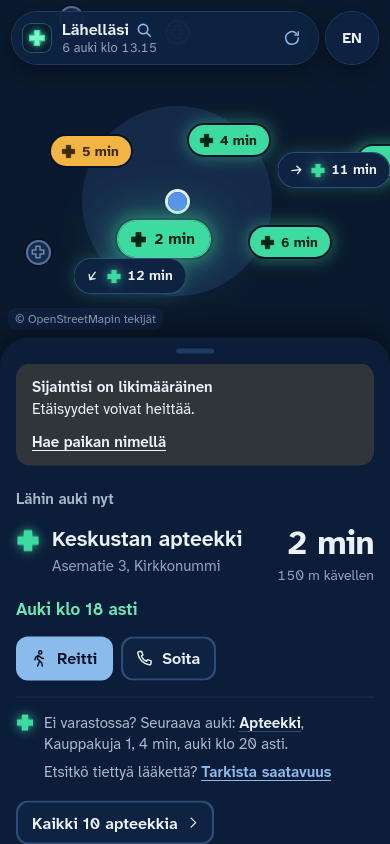 Lähelläsi
6 auki klo 13.15
EN
5 min
4 min
→ 11 min
2 min
6 min
↙ 12 min
© OpenStreetMapin tekijät
Sijaintisi on likimääräinen
Etäisyydet voivat heittää.
Hae paikan nimellä
Lähin auki nyt
Keskustan apteekki
2 min
Asematie 3, Kirkkonummi
150 m kävellen
Auki klo 18 asti
Reitti
Soita
Ei varastossa? Seuraava auki: Apteekki,
Kauppakuja 1, 4 min, auki klo 20 asti.
Etsitkö tiettyä lääkettä? Tarkista saatavuus
Kaikki 10 apteekkia